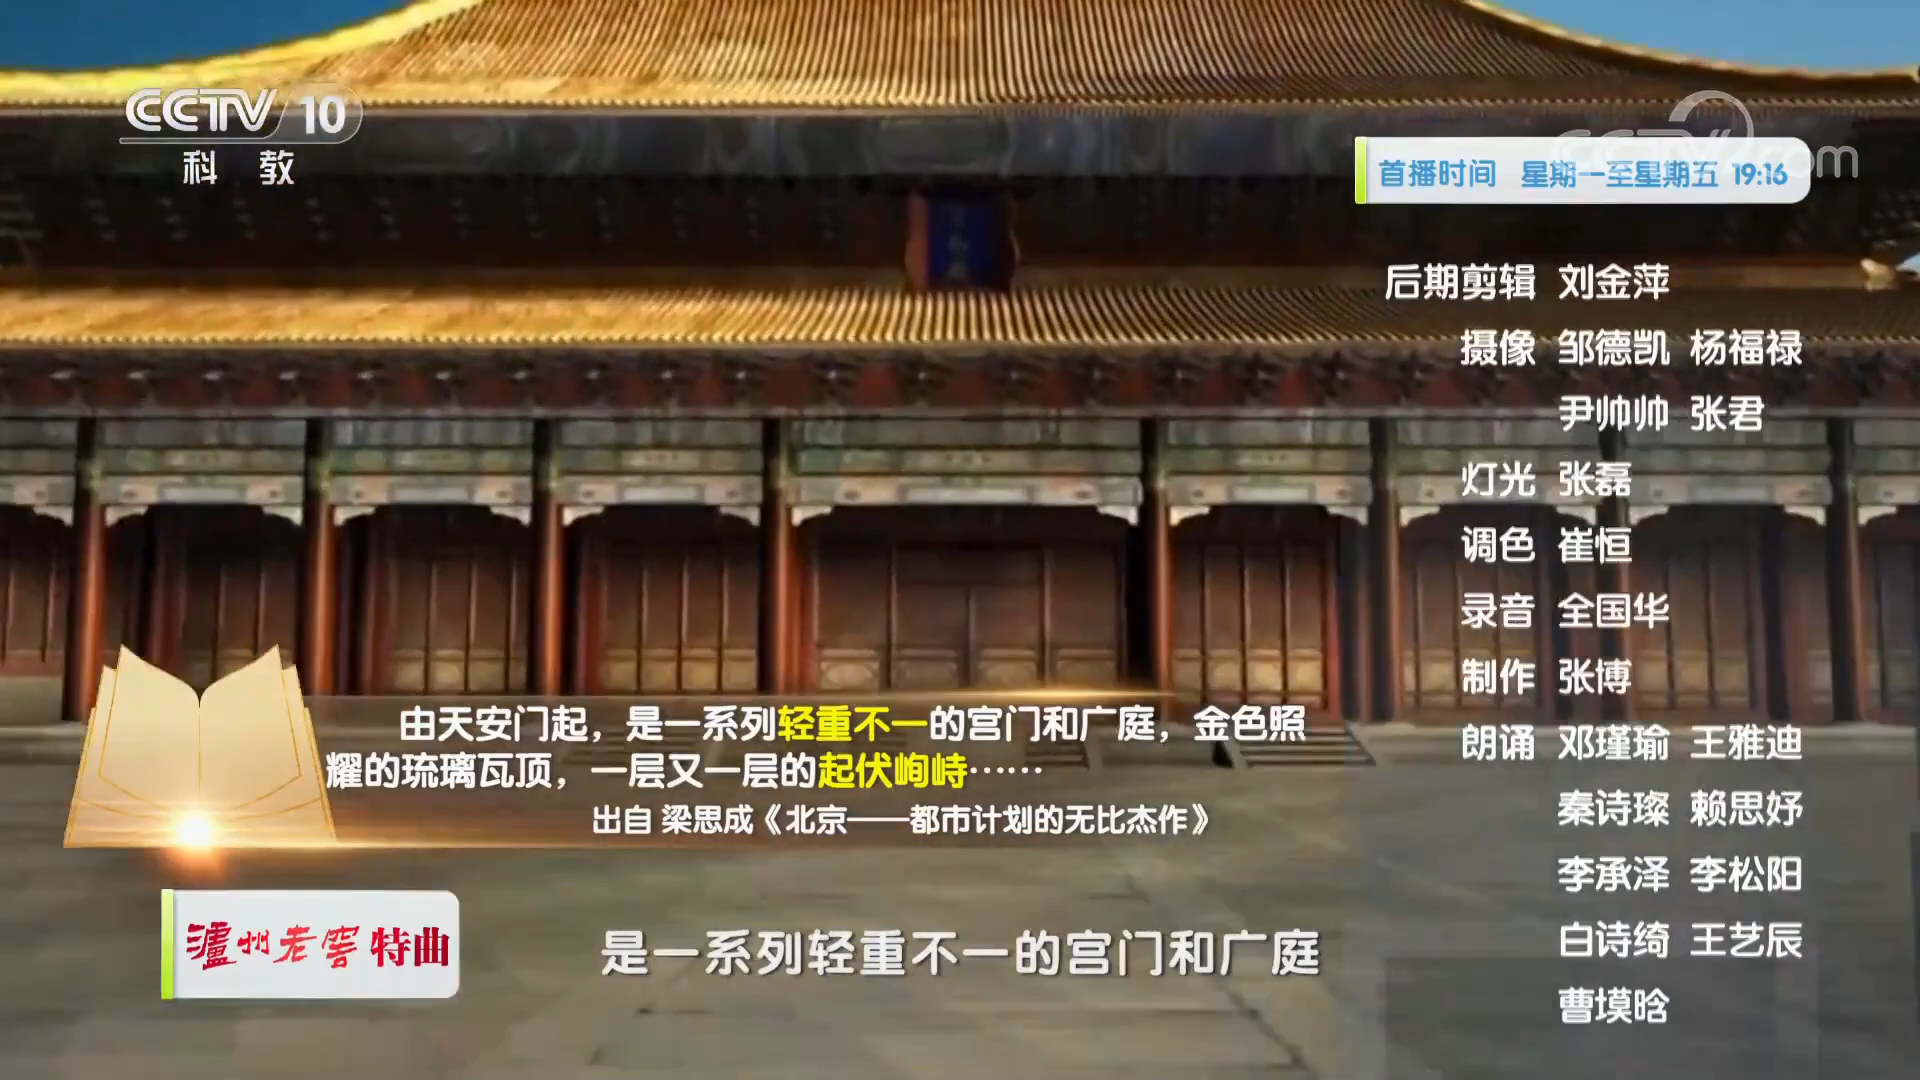 CCTV 10
科 教
CCTV.com
首播时间 星期一至星期五 19:16
后期剪辑 刘金萍
摄像 邹德凯 杨福禄
尹帅帅 张君
灯光 张磊
调色 崔恒
录音 全国华
制作 张博
朗诵 邓瑾瑜 王雅迪
秦诗璨 赖思妤
李承泽 李松阳
白诗绮 王艺辰
曹塻晗
由天安门起，是一系列轻重不一的宫门和广庭，金色照
耀的琉璃瓦顶，一层又一层的起伏峋峙……
出自 梁思成《北京——都市计划的无比杰作》
泸州老窖特曲
是一系列轻重不一的宫门和广庭